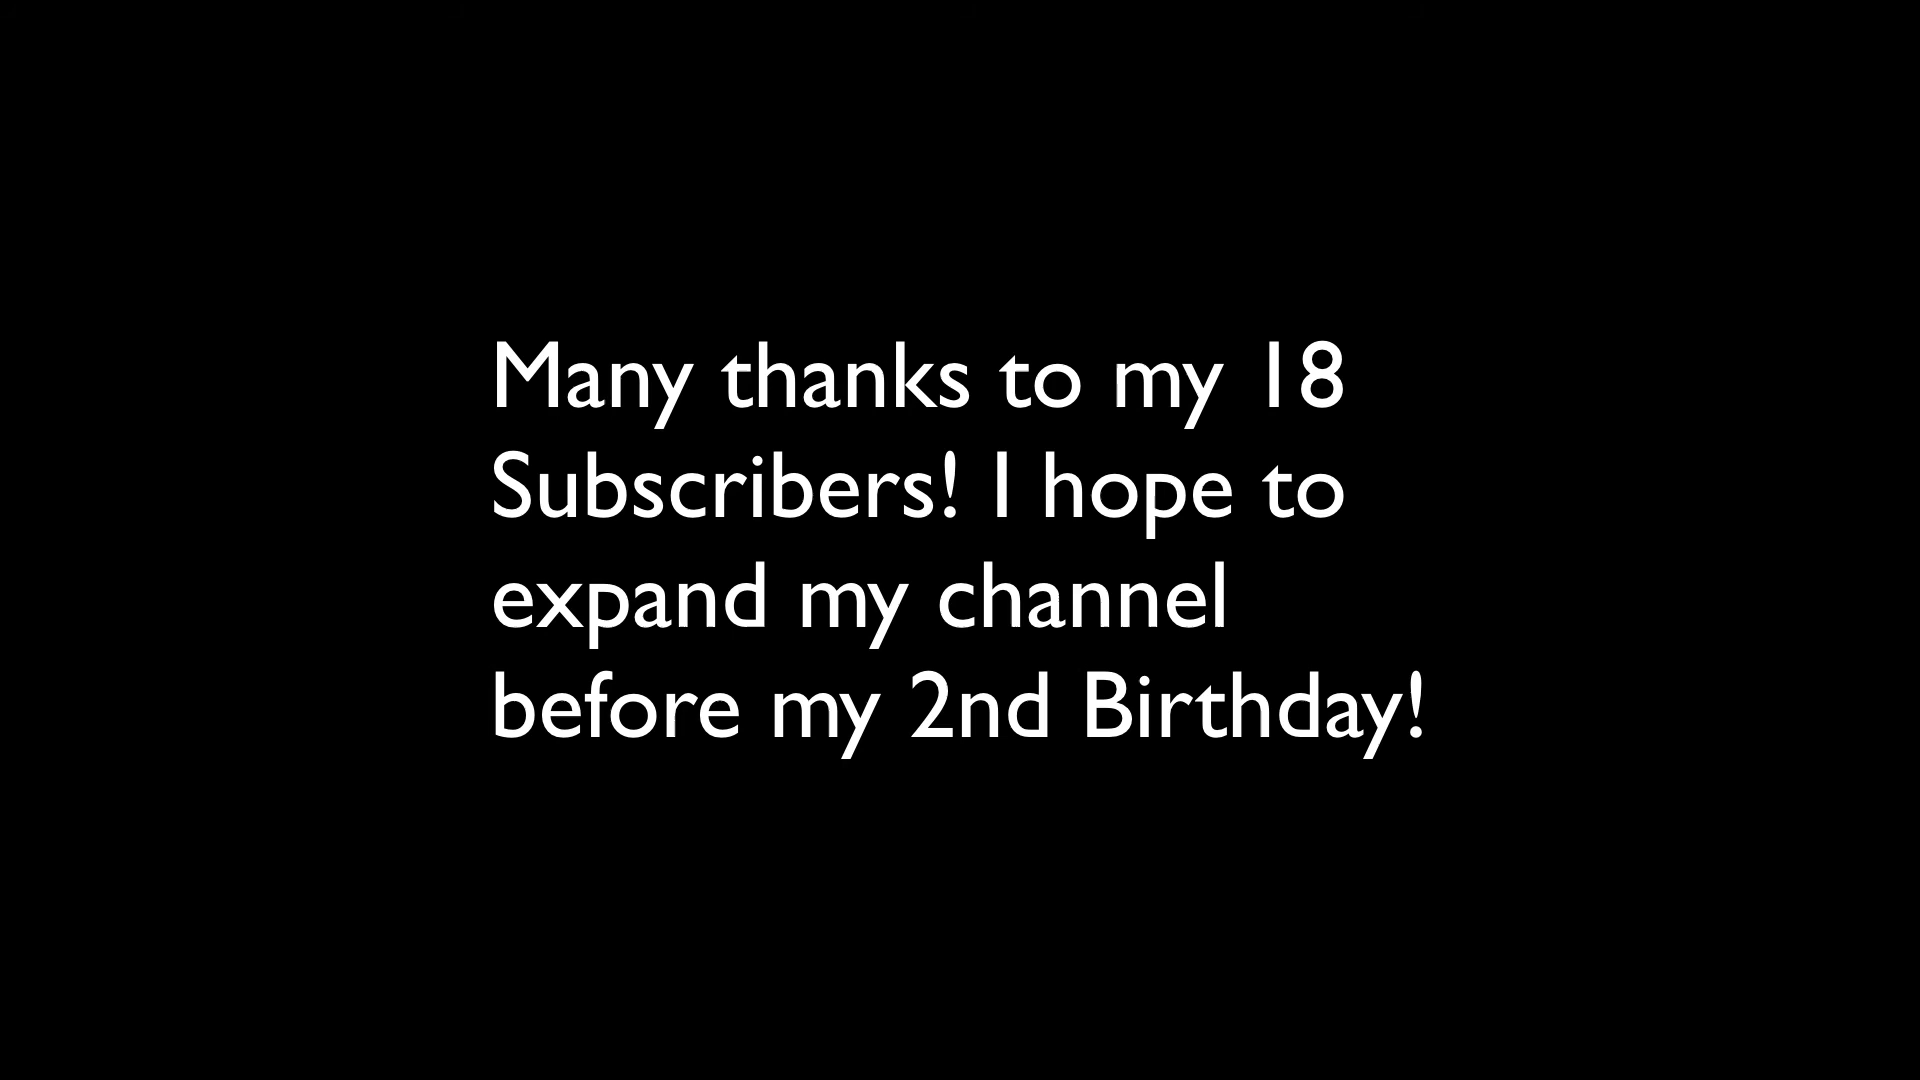 Many thanks to my 18
Subscribers! I hope to
expand my channel
before my 2nd Birthday!